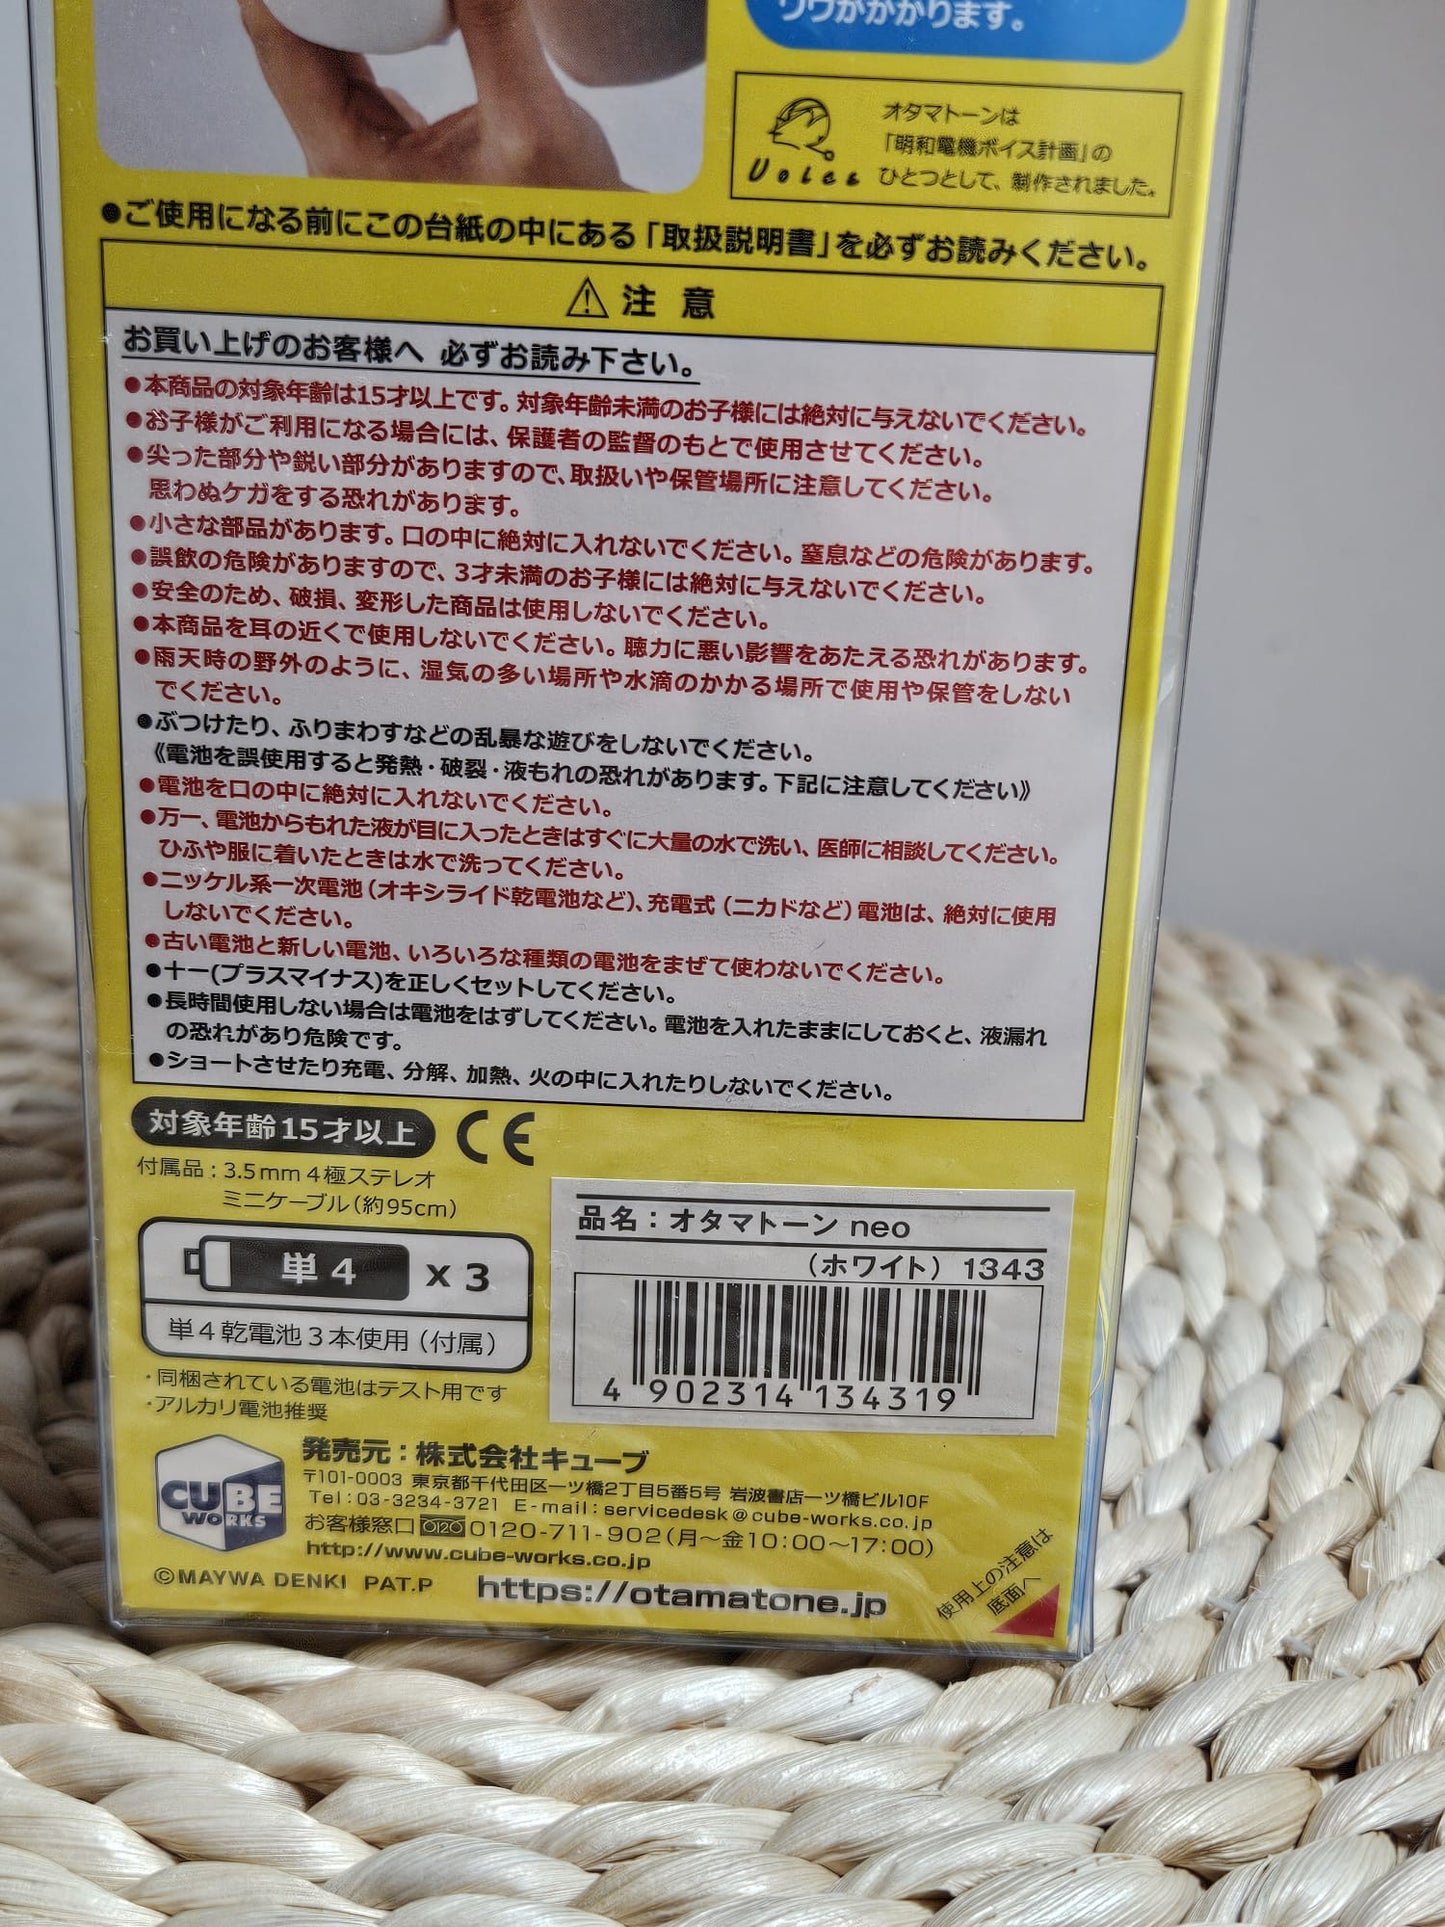 ワウがかかります。
Voice
オタマトーンは
「明和電機ボイス計画」の
ひとつとして、制作されました。
●ご使用になる前にこの台紙の中にある「取扱説明書」を必ずお読みください。
⚠注 意
お買い上げのお客様へ 必ずお読み下さい。
●本商品の対象年齢は15才以上です。対象年齢未満のお子様には絶対に与えないでください。
●お子様がご利用になる場合には、保護者の監督のもとで使用させてください。
●尖った部分や鋭い部分がありますので、取扱いや保管場所に注意してください。
思わぬケガをする恐れがあります。
●小さな部品があります。口の中に絶対に入れないでください。窒息などの危険があります。
●誤飲の危険がありますので、3才未満のお子様には絶対に与えないでください。
●安全のため、破損、変形した商品は使用しないでください。
●本商品を耳の近くで使用しないでください。聴力に悪い影響をあたえる恐れがあります。
●雨天時の野外のように、湿気の多い場所や水滴のかかる場所で使用や保管をしない
でください。
●ぶつけたり、ふりまわすなどの乱暴な遊びをしないでください。
《電池を誤使用すると発熱・破裂・液もれの恐れがあります。下記に注意してください》
●電池を口の中に絶対に入れないでください。
●万一、電池からもれた液が目に入ったときはすぐに大量の水で洗い、医師に相談してください。
ひふや服に着いたときは水で洗ってください。
●ニッケル系一次電池（オキシライド乾電池など）、充電式（ニカドなど）電池は、絶対に使用
しないでください。
●古い電池と新しい電池、いろいろな種類の電池をまぜて使わないでください。
●＋－(プラスマイナス)を正しくセットしてください。
●長時間使用しない場合は電池をはずしてください。電池を入れたままにしておくと、液漏れ
の恐れがあり危険です。
●ショートさせたり充電、分解、加熱、火の中に入れたりしないでください。
対象年齢15才以上 CE
付属品：3.5mm 4極ステレオ
ミニケーブル（約95cm）
単4 x 3
単4乾電池3本使用（付属）
・同梱されている電池はテスト用です
・アルカリ電池推奨
品名：オタマトーン neo
（ホワイト）1343
4 902314 134319
CUBE
WORKS
発売元：株式会社キューブ
〒101-0003 東京都千代田区一ツ橋2丁目5番5号 岩波書店一ツ橋ビル10F
Tel：03-3234-3721 E-mail：servicedesk@cube-works.co.jp
お客様窓口 0120-711-902（月～金10：00～17：00）
http://www.cube-works.co.jp
©MAYWA DENKI PAT.P https://otamatone.jp
使用上の注意は
底面へ